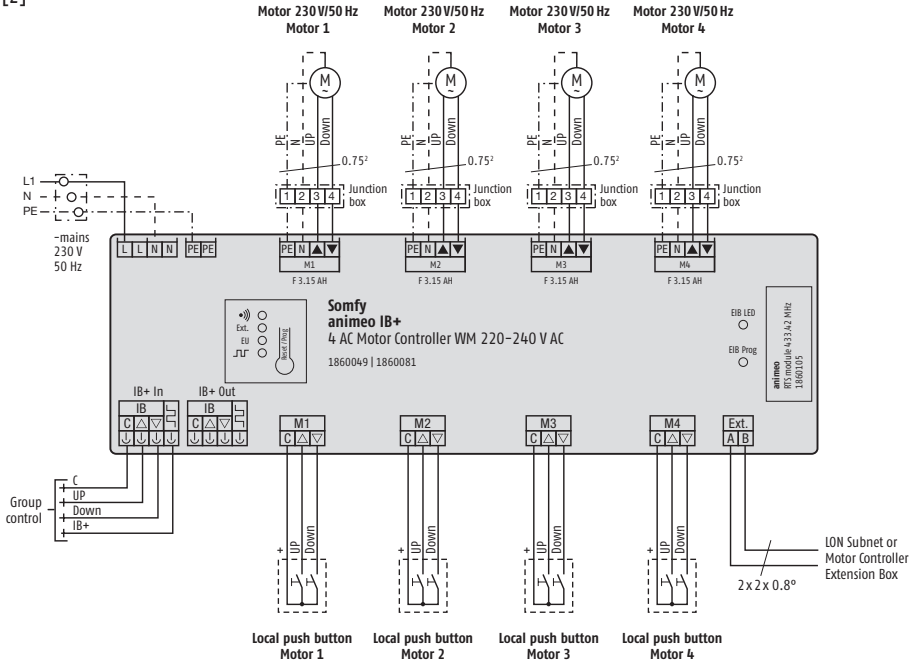 [2]
Motor 230 V/50 Hz
Motor 1
Motor 230 V/50 Hz
Motor 2
Motor 230 V/50 Hz
Motor 3
Motor 230 V/50 Hz
Motor 4
M ~
M ~
M ~
M ~
PE N UP Down
PE N UP Down
PE N UP Down
PE N UP Down
0.75²
0.75²
0.75²
0.75²
1 2 3 4
Junction
box
1 2 3 4
Junction
box
1 2 3 4
Junction
box
1 2 3 4
Junction
box
L1
N
PE
~mains
230 V
50 Hz
L L N N
PE PE
PE N ▲ ▼
M1
F 3.15 AH
PE N ▲ ▼
M2
F 3.15 AH
PE N ▲ ▼
M3
F 3.15 AH
PE N ▲ ▼
M4
F 3.15 AH
Ext.
EU
Reset / Prog
Somfy
animeo IB+
4 AC Motor Controller WM 220-240 V AC
1860049 | 1860081
EIB LED
EIB Prog
animeo
RTS module 433.42 MHz
1860105
IB+ In
IB
C △ ▽
IB+ Out
IB
C △ ▽
M1
C △ ▽
M2
C △ ▽
M3
C △ ▽
M4
C △ ▽
Ext.
A B
Group
control
C
UP
Down
IB+
+ UP Down
+ UP Down
+ UP Down
+ UP Down
2 x 2 x 0.8°
LON Subnet or
Motor Controller
Extension Box
Local push button
Motor 1
Local push button
Motor 2
Local push button
Motor 3
Local push button
Motor 4